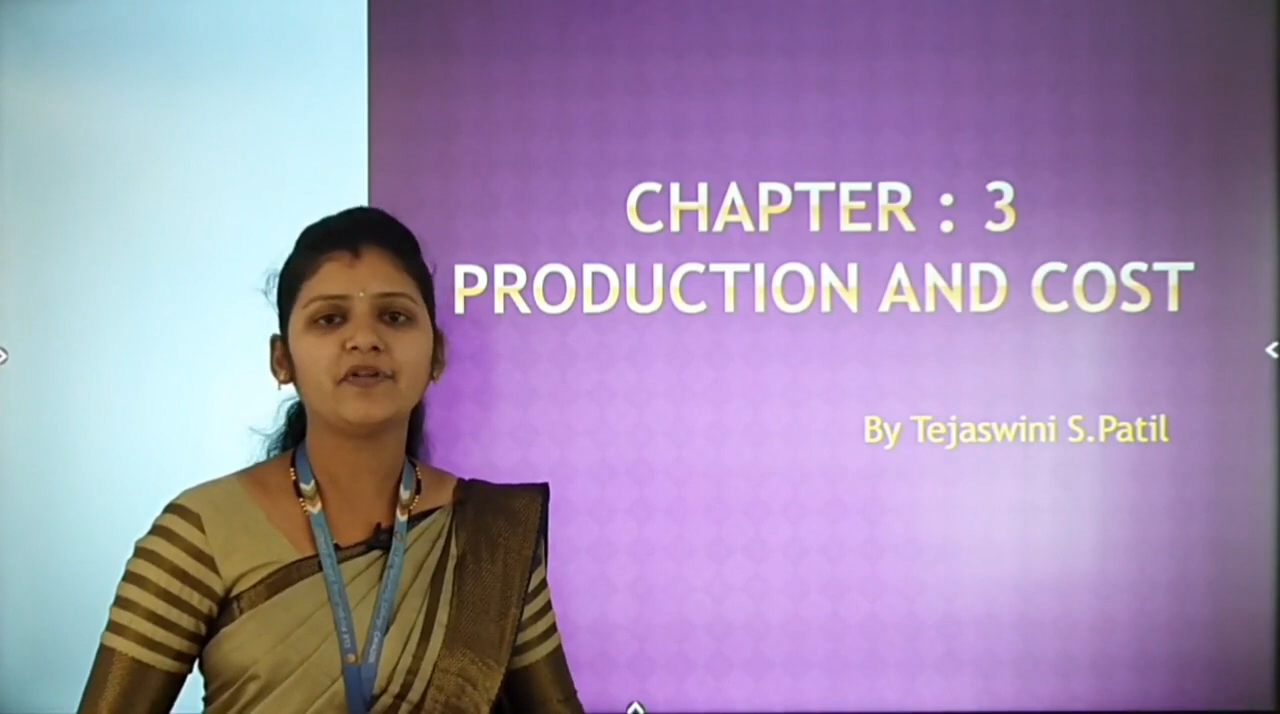 CHAPTER : 3
PRODUCTION AND COST
By Tejaswini S.Patil